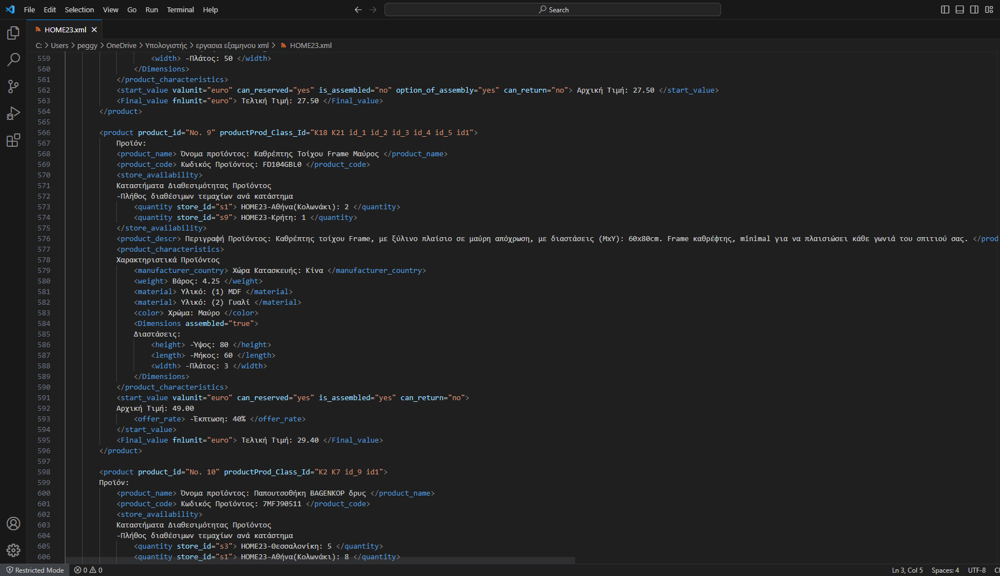 File Edit Selection View Go Run Terminal Help
Search
HOME23.xml
C: > Users > peggy > OneDrive > Υπολογιστής > εργασια εξαμηνου xml > HOME23.xml
559 <width> -Πλάτος: 50 </width>
560 </Dimensions>
561 </product_characteristics>
562 <start_value valunit="euro" can_reserved="yes" is_assembled="no" option_of_assembly="yes" can_return="no"> Αρχική Τιμή: 27.50 </start_value>
563 <Final_value fnlunit="euro"> Τελική Τιμή: 27.50 </Final_value>
564 </product>
565
566 <product product_id="No. 9" productProd_Class_Id="K18 K21 id_1 id_2 id_3 id_4 id_5 id1">
567 Προϊόν:
568 <product_name> Όνομα προϊόντος: Καθρέπτης Τοίχου Frame Μαύρος </product_name>
569 <product_code> Κωδικός Προϊόντος: FD104GBL0 </product_code>
570 <store_availability>
571 Καταστήματα Διαθεσιμότητας Προϊόντος
572 -Πλήθος διαθέσιμων τεμαχίων ανά κατάστημα
573 <quantity store_id="s1"> HOME23-Αθήνα(Κολωνάκι): 2 </quantity>
574 <quantity store_id="s9"> HOME23-Κρήτη: 1 </quantity>
575 </store_availability>
576 <product_descr> Περιγραφή Προϊόντος: Καθρέπτης τοίχου Frame, με ξύλινο πλαίσιο σε μαύρη απόχρωση, με διαστάσεις (ΜxΥ): 60x80cm. Frame καθρέφτης, minimal για να πλαισιώσει κάθε γωνιά του σπιτιού σας. </prod
577 <product_characteristics>
578 Χαρακτηριστικά Προϊόντος
579 <manufacturer_country> Χώρα Κατασκευής: Κίνα </manufacturer_country>
580 <weight> Βάρος: 4.25 </weight>
581 <material> Υλικό: (1) MDF </material>
582 <material> Υλικό: (2) Γυαλί </material>
583 <color> Χρώμα: Μαύρο </color>
584 <Dimensions assembled="true">
585 Διαστάσεις:
586 <height> -Ύψος: 80 </height>
587 <length> -Μήκος: 60 </length>
588 <width> -Πλάτος: 3 </width>
589 </Dimensions>
590 </product_characteristics>
591 <start_value valunit="euro" can_reserved="yes" is_assembled="yes" can_return="no">
592 Αρχική Τιμή: 49.00
593 <offer_rate> -Έκπτωση: 40% </offer_rate>
594 </start_value>
595 <Final_value fnlunit="euro"> Τελική Τιμή: 29.40 </Final_value>
596 </product>
597
598 <product product_id="No. 10" productProd_Class_Id="K2 K7 id_9 id1">
599 Προϊόν:
600 <product_name> Όνομα προϊόντος: Παπουτσοθήκη BAGENKOP δρυς </product_name>
601 <product_code> Κωδικός Προϊόντος: 7MFJ90511 </product_code>
602 <store_availability>
603 Καταστήματα Διαθεσιμότητας Προϊόντος
604 -Πλήθος διαθέσιμων τεμαχίων ανά κατάστημα
605 <quantity store_id="s3"> HOME23-Θεσσαλονίκη: 5 </quantity>
606 <quantity store_id="s1"> HOME23-Αθήνα(Κολωνάκι): 8 </quantity>
Restricted Mode 0 0 Ln 3, Col 5 Spaces: 4 UTF-8